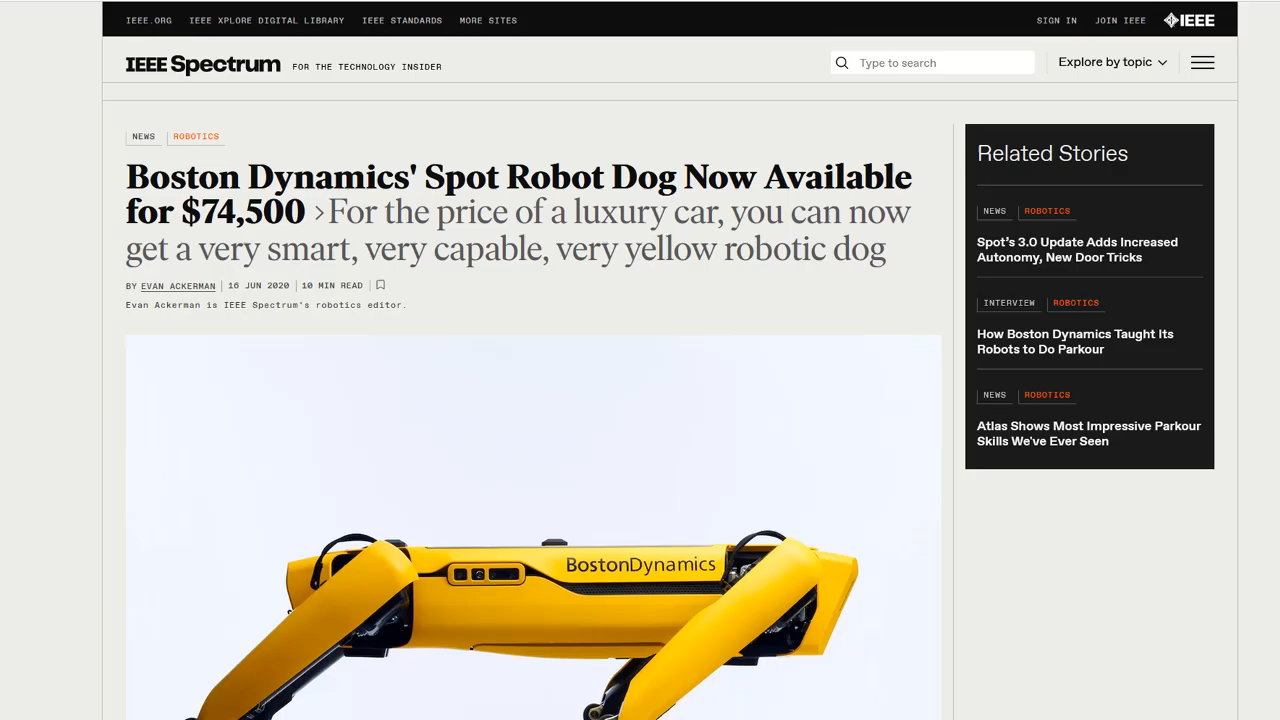 IEEE.ORG IEEE XPLORE DIGITAL LIBRARY IEEE STANDARDS MORE SITES SIGN IN JOIN IEEE IEEE
IEEE Spectrum FOR THE TECHNOLOGY INSIDER Type to search Explore by topic
NEWS ROBOTICS
Boston Dynamics' Spot Robot Dog Now Available
for $74,500 >For the price of a luxury car, you can now
get a very smart, very capable, very yellow robotic dog
BY EVAN ACKERMAN 16 JUN 2020 10 MIN READ
Evan Ackerman is IEEE Spectrum's robotics editor.
BostonDynamics
Related Stories
NEWS ROBOTICS
Spot’s 3.0 Update Adds Increased
Autonomy, New Door Tricks
INTERVIEW ROBOTICS
How Boston Dynamics Taught Its
Robots to Do Parkour
NEWS ROBOTICS
Atlas Shows Most Impressive Parkour
Skills We've Ever Seen